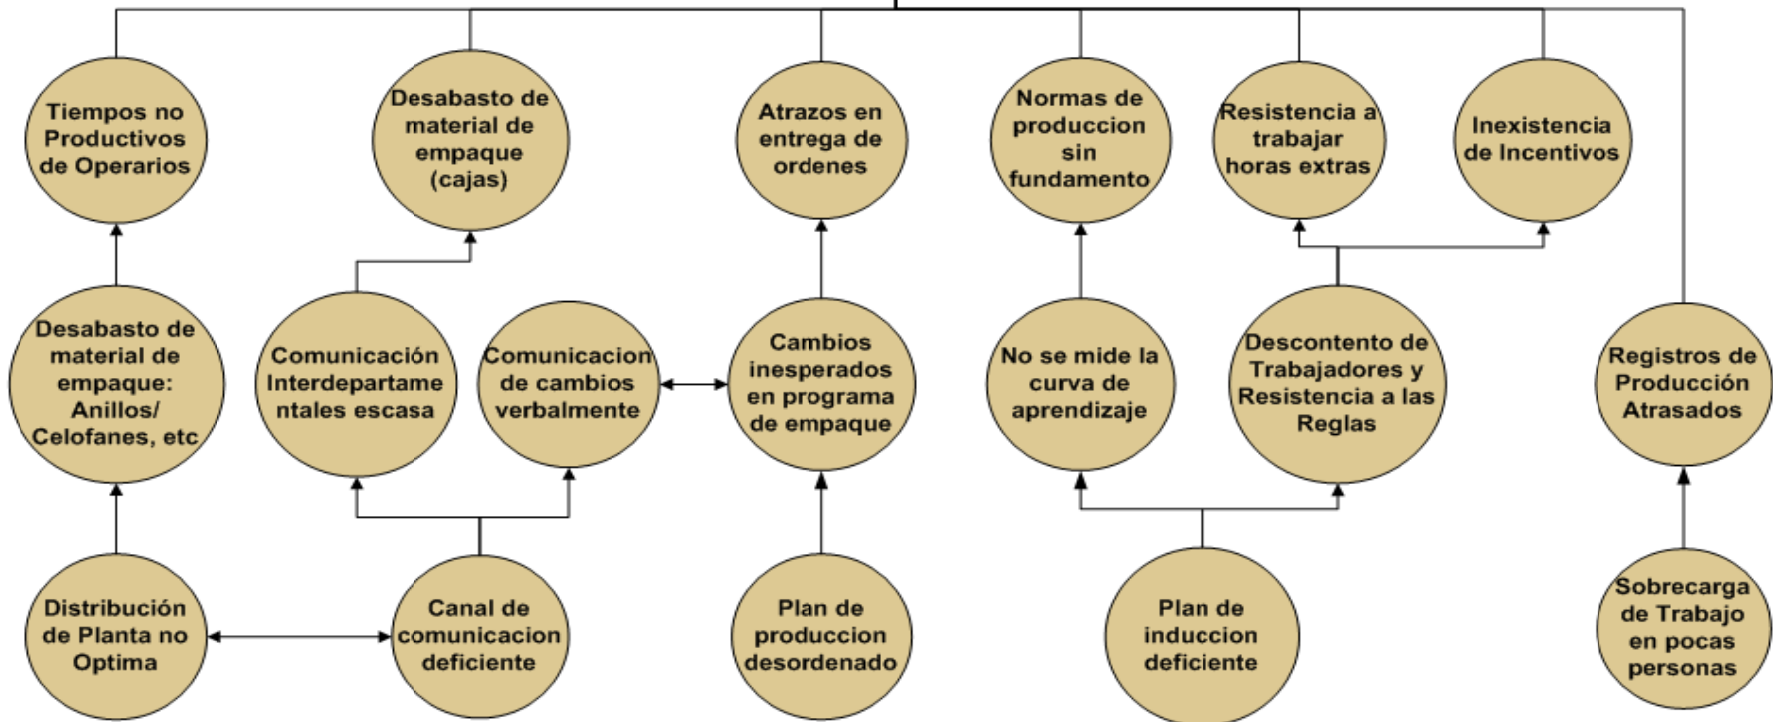 Tiempos no
Productivos
de Operarios
Desabasto de
material de
empaque
(cajas)
Atrazos en
entrega de
ordenes
Normas de
produccion
sin
fundamento
Resistencia a
trabajar
horas extras
Inexistencia
de Incentivos
Desabasto de
material de
empaque:
Anillos/
Celofanes, etc
Comunicación
Interdepartame
ntales escasa
Comunicacion
de cambios
verbalmente
Cambios
inesperados
en programa
de empaque
No se mide la
curva de
aprendizaje
Descontento de
Trabajadores y
Resistencia a las
Reglas
Registros de
Producción
Atrasados
Distribución
de Planta no
Optima
Canal de
comunicacion
deficiente
Plan de
produccion
desordenado
Plan de
induccion
deficiente
Sobrecarga
de Trabajo
en pocas
personas